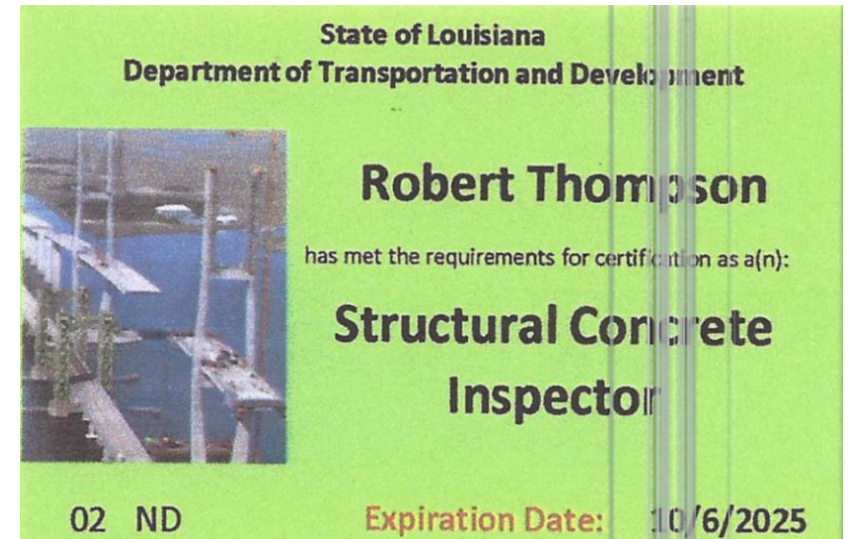 State of Louisiana
Department of Transportation and Development
Robert Thompson
has met the requirements for certification as a(n):
Structural Concrete
Inspector
02 ND Expiration Date: 10/6/2025